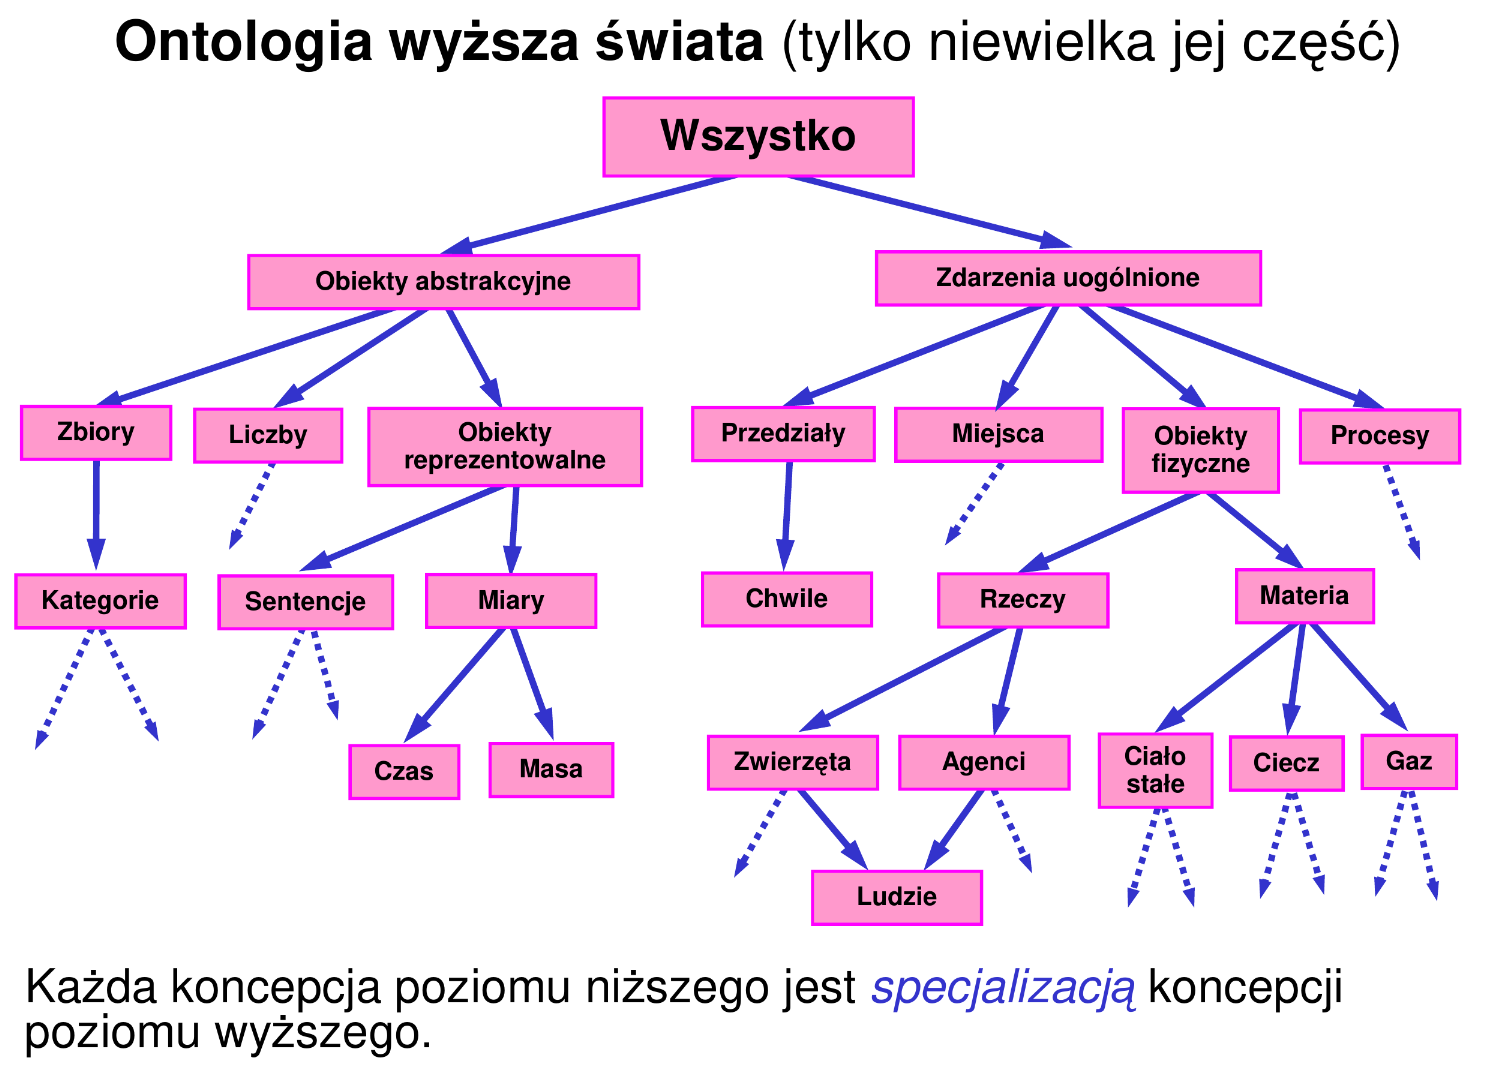 Ontologia wyższa świata (tylko niewielka jej część)
Wszystko
Obiekty abstrakcyjne
Zdarzenia uogólnione
Zbiory
Liczby
Obiekty
reprezentowalne
Przedziały
Miejsca
Obiekty
fizyczne
Procesy
Kategorie
Sentencje
Miary
Chwile
Rzeczy
Materia
Czas
Masa
Zwierzęta
Agenci
Ciało
stałe
Ciecz
Gaz
Ludzie
Każda koncepcja poziomu niższego jest specjalizacją koncepcji
poziomu wyższego.